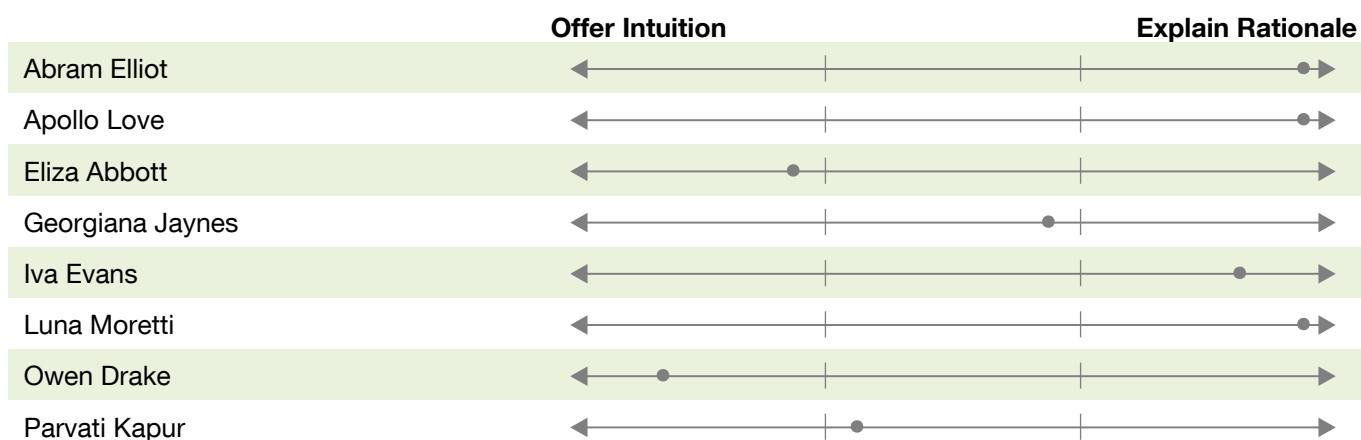 Offer Intuition Explain Rationale
Abram Elliot
Apollo Love
Eliza Abbott
Georgiana Jaynes
Iva Evans
Luna Moretti
Owen Drake
Parvati Kapur